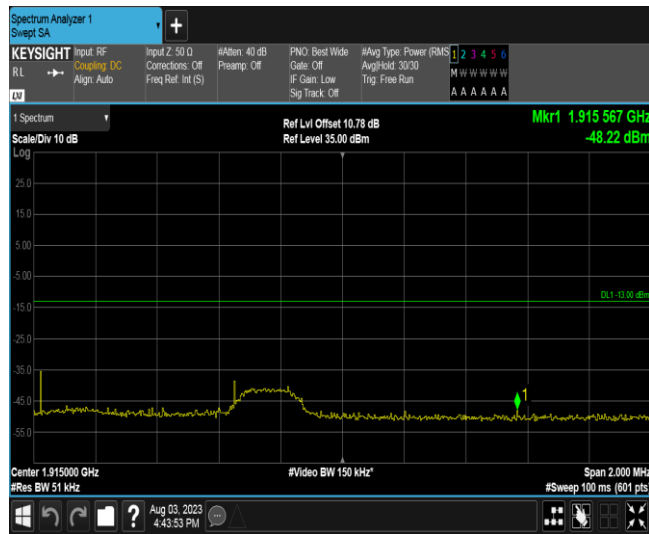 Spectrum Analyzer 1
Swept SA
+
KEYSIGHT
RL
LXI
Input: RF
Coupling: DC
Align: Auto
Input Z: 50 Ω
Corrections: Off
Freq Ref: Int (S)
#Atten: 40 dB
Preamp: Off
PNO: Best Wide
Gate: Off
IF Gain: Low
Sig Track: Off
#Avg Type: Power (RMS
Avg|Hold: 30/30
Trig: Free Run
1 2 3 4 5 6
M W W W W W
A A A A A A
1 Spectrum
Scale/Div 10 dB
Log
Ref Lvl Offset 10.78 dB
Ref Level 35.00 dBm
Mkr1 1.915 567 GHz
-48.22 dBm
25.0
15.0
5.00
-5.00
DL1 -13.00 dBm
-15.0
-25.0
-35.0
1
-45.0
-55.0
Center 1.915000 GHz
#Res BW 51 kHz
#Video BW 150 kHz*
Span 2.000 MHz
#Sweep 100 ms (601 pts
?
Aug 03, 2023
4:43:53 PM